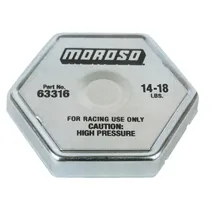 MOROSO
Part No.
63316
14-18
LBS.
FOR RACING USE ONLY
CAUTION:
HIGH PRESSURE